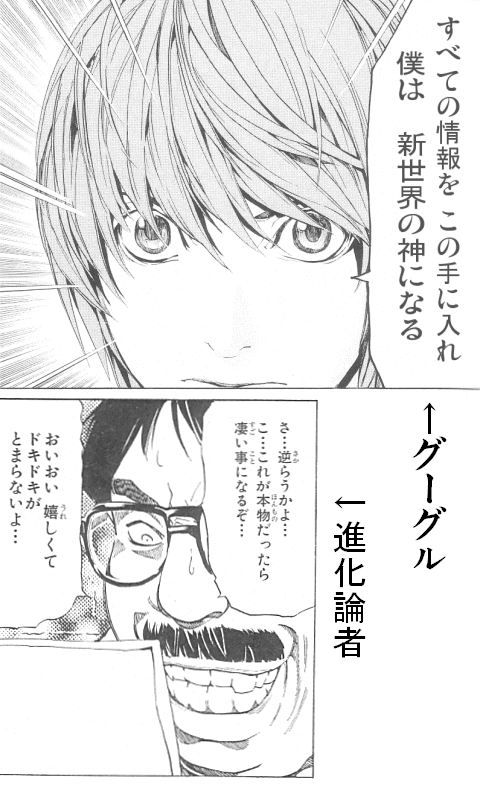 すべての情報を この手に入れ
僕は 新世界の神になる
←グーグル
←進化論者
さ…逆らうかよ…
こ…これが本物だったら
凄い事になるぞ…
おいおい 嬉しくて
ドキドキが
とまらないよ…